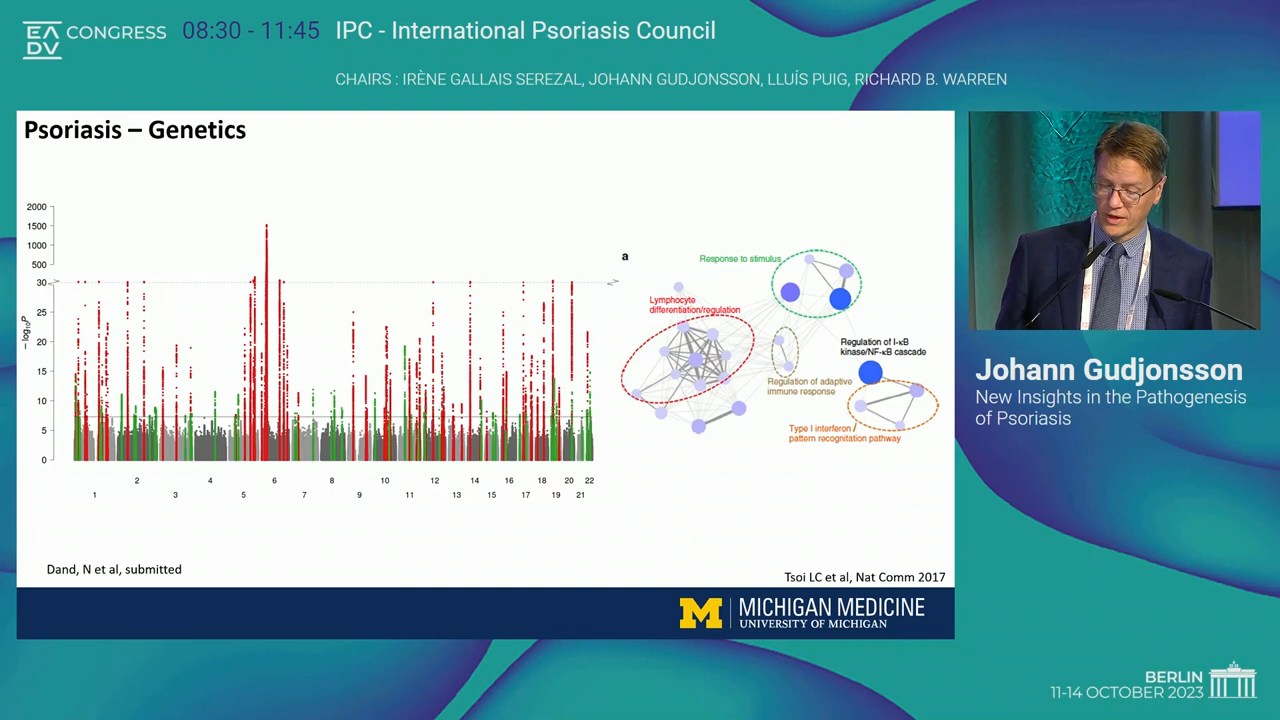 EADV CONGRESS 08:30 - 11:45 IPC - International Psoriasis Council
CHAIRS : IRÈNE GALLAIS SEREZAL, JOHANN GUDJONSSON, LLUÍS PUIG, RICHARD B. WARREN
Psoriasis – Genetics
2000
1500
1000
500
30
25
20
15
10
5
0
− log10P
2 4 6 8 10 12 14 16 18 20 22
1 3 5 7 9 11 13 15 17 19 21
a
Response to stimulus
Lymphocyte
differentiation/regulation
Regulation of I-κB
kinase/NF-κB cascade
Regulation of adaptive
immune response
Type I interferon /
pattern recognitation pathway
Dand, N et al, submitted
Tsoi LC et al, Nat Comm 2017
M MICHIGAN MEDICINE
UNIVERSITY OF MICHIGAN
Johann Gudjonsson
New Insights in the Pathogenesis
of Psoriasis
BERLIN
11-14 OCTOBER 2023